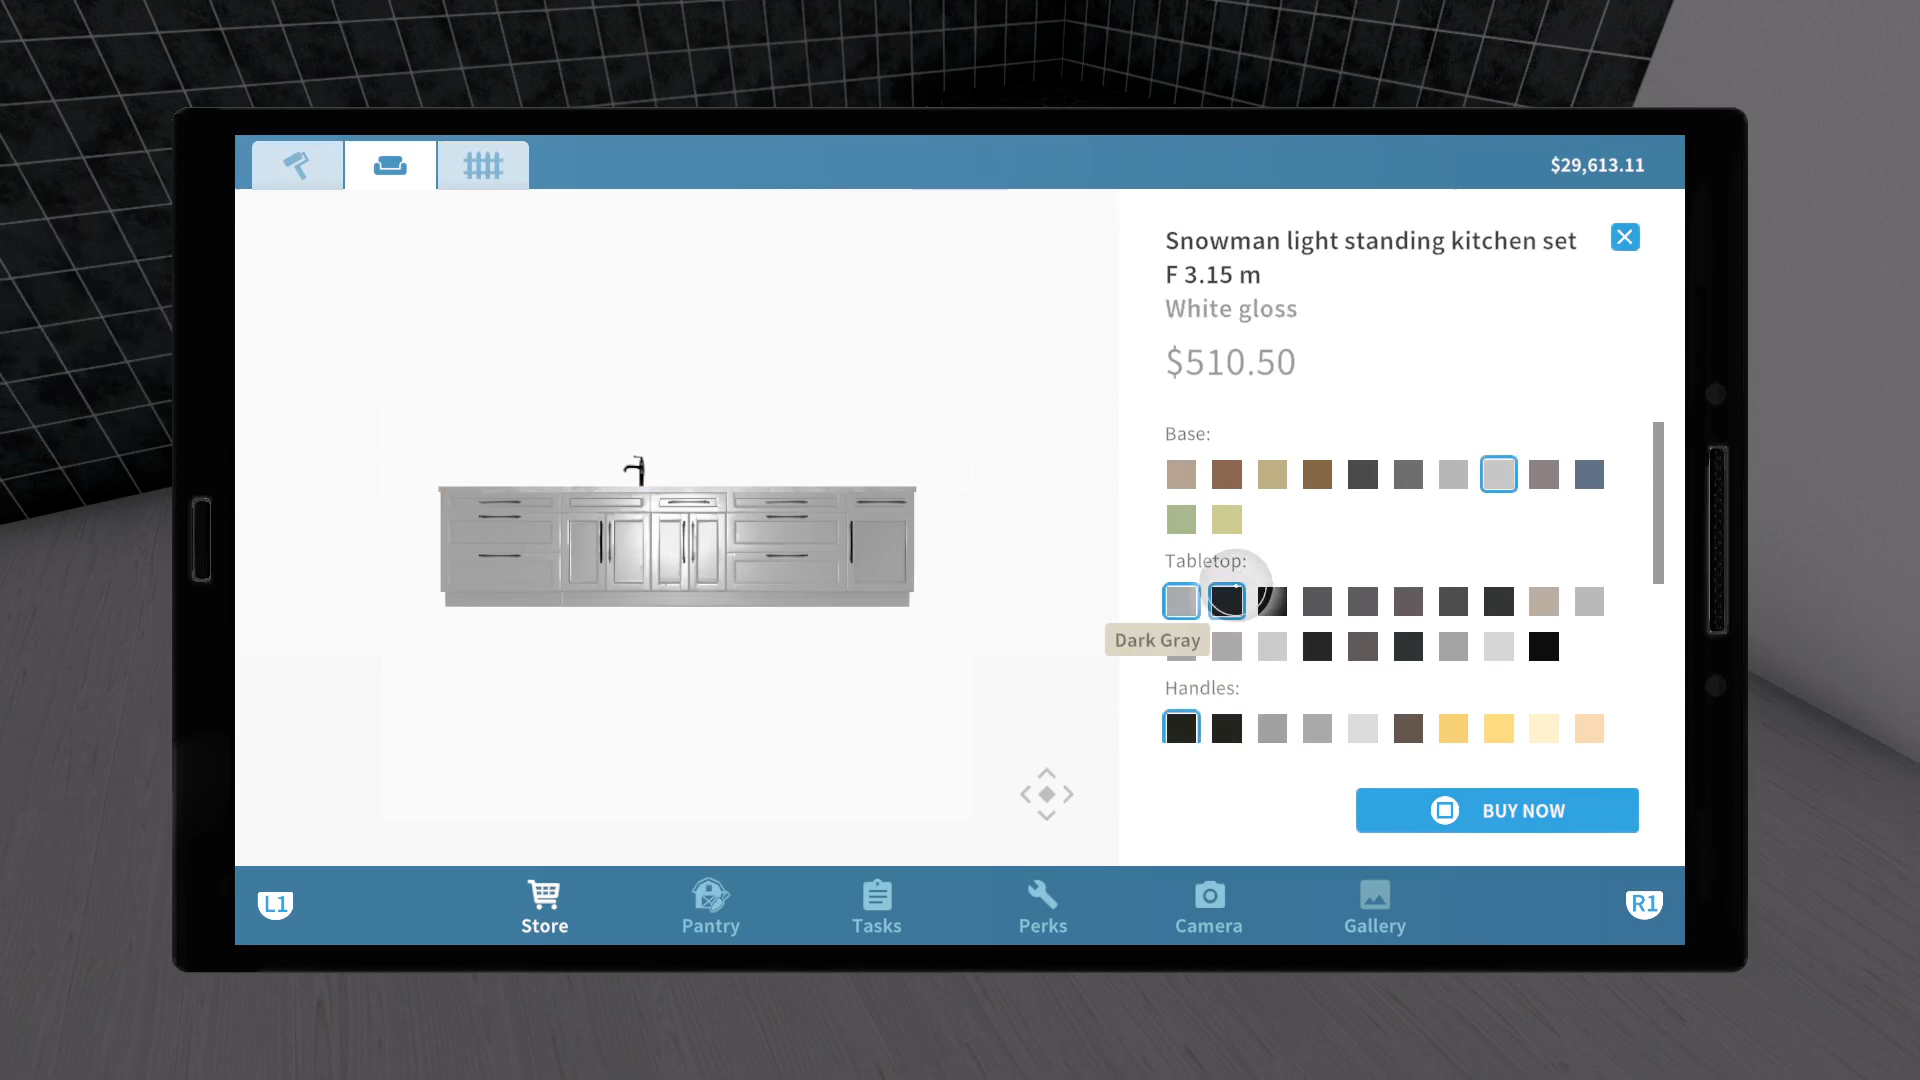 $29,613.11
Snowman light standing kitchen set
F 3.15 m
White gloss
$510.50
Base:
Tabletop:
Dark Gray
Handles:
BUY NOW
L1
Store
Pantry
Tasks
Perks
Camera
Gallery
R1